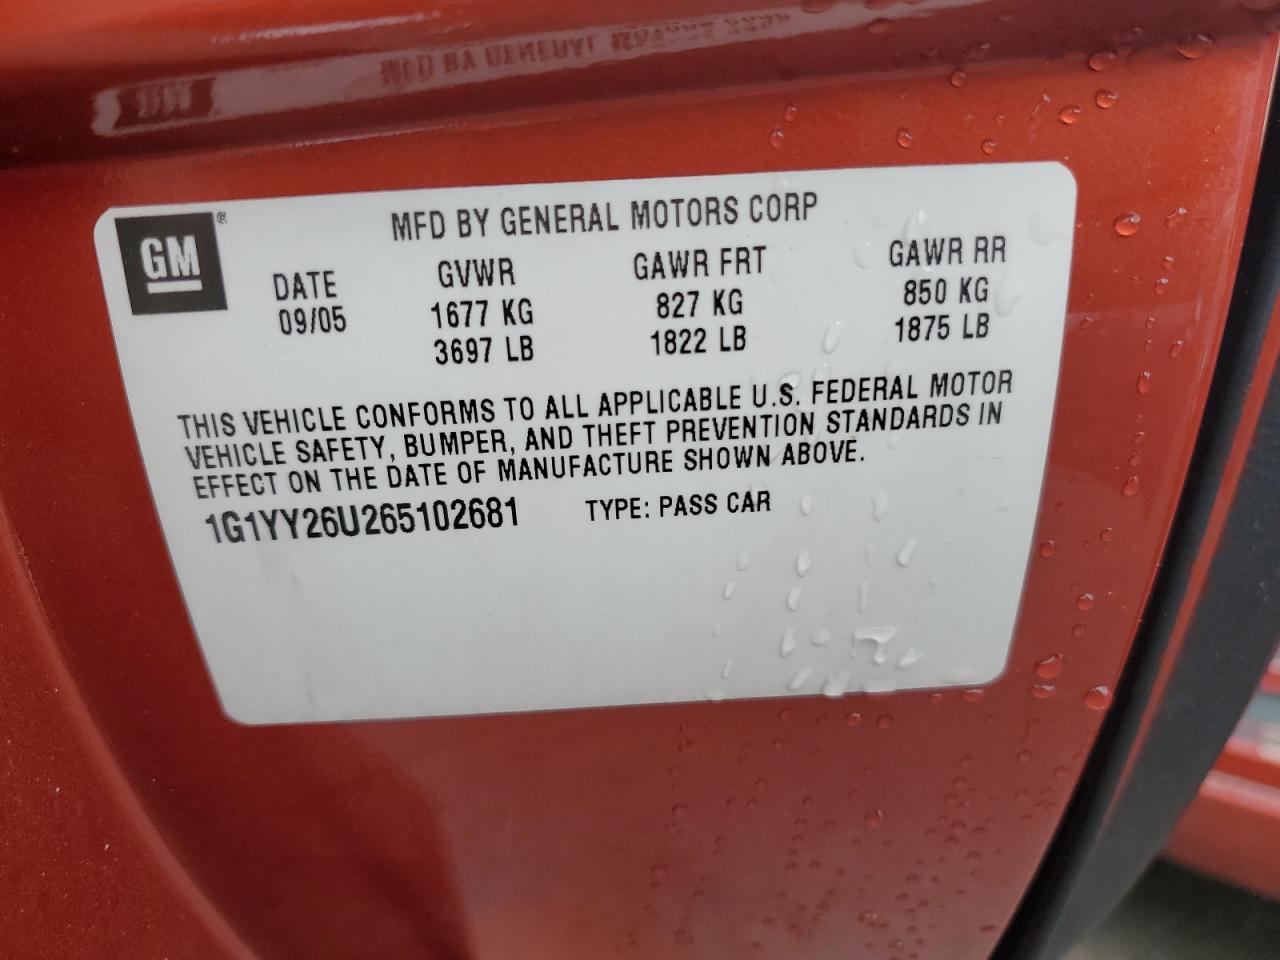 GM®
MFD BY GENERAL MOTORS CORP
DATE GVWR GAWR FRT GAWR RR
09/05 1677 KG 827 KG 850 KG
3697 LB 1822 LB 1875 LB
THIS VEHICLE CONFORMS TO ALL APPLICABLE U.S. FEDERAL MOTOR
VEHICLE SAFETY, BUMPER, AND THEFT PREVENTION STANDARDS IN
EFFECT ON THE DATE OF MANUFACTURE SHOWN ABOVE.
1G1YY26U265102681 TYPE: PASS CAR